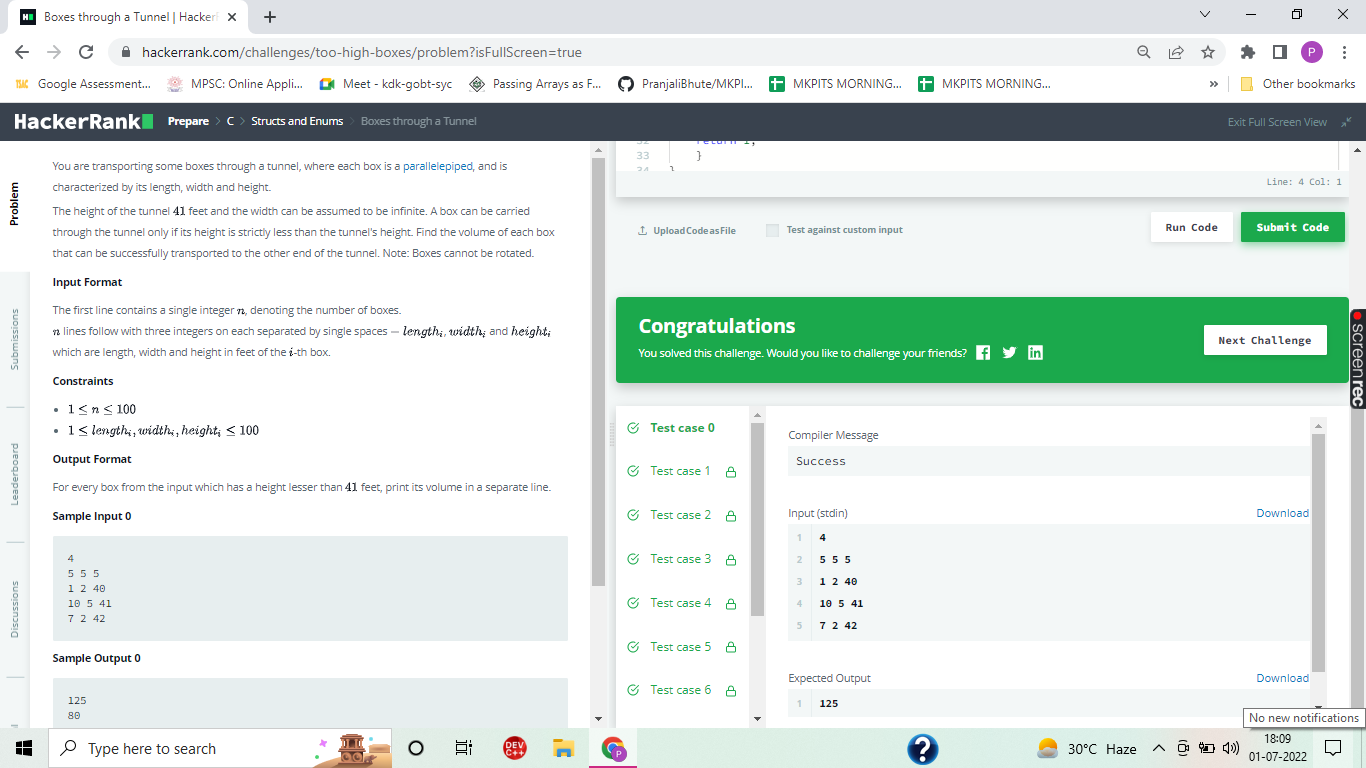 Boxes through a Tunnel | Hacker
hackerrank.com/challenges/too-high-boxes/problem?isFullScreen=true
P
Google Assessment...
MPSC: Online Appli...
Meet - kdk-gobt-syc
Passing Arrays as F...
PranjaliBhute/MKPI...
MKPITS MORNING...
MKPITS MORNING...
»
Other bookmarks
HackerRank
Prepare > C > Structs and Enums > Boxes through a Tunnel
Exit Full Screen View
Problem
Submissions
Leaderboard
Discussions
You are transporting some boxes through a tunnel, where each box is a parallelepiped, and is
characterized by its length, width and height.
The height of the tunnel 41 feet and the width can be assumed to be infinite. A box can be carried
through the tunnel only if its height is strictly less than the tunnel's height. Find the volume of each box
that can be successfully transported to the other end of the tunnel. Note: Boxes cannot be rotated.
Input Format
The first line contains a single integer n, denoting the number of boxes.
n lines follow with three integers on each separated by single spaces – lengthᵢ, widthᵢ and heightᵢ
which are length, width and height in feet of the i-th box.
Constraints
• 1 ≤ n ≤ 100
• 1 ≤ lengthᵢ, widthᵢ, heightᵢ ≤ 100
Output Format
For every box from the input which has a height lesser than 41 feet, print its volume in a separate line.
Sample Input 0
4
5 5 5
1 2 40
10 5 41
7 2 42
Sample Output 0
125
80
32 return 1;
33 }
34 }
Line: 4 Col: 1
Upload Code as File
Test against custom input
Run Code
Submit Code
Congratulations
You solved this challenge. Would you like to challenge your friends?
Next Challenge
Test case 0
Test case 1
Test case 2
Test case 3
Test case 4
Test case 5
Test case 6
Compiler Message
Success
Input (stdin)
Download
1 4
2 5 5 5
3 1 2 40
4 10 5 41
5 7 2 42
Expected Output
Download
1 125
screenrec
No new notifications
Type here to search
DEV C++
P
?
30°C Haze
18:09
01-07-2022